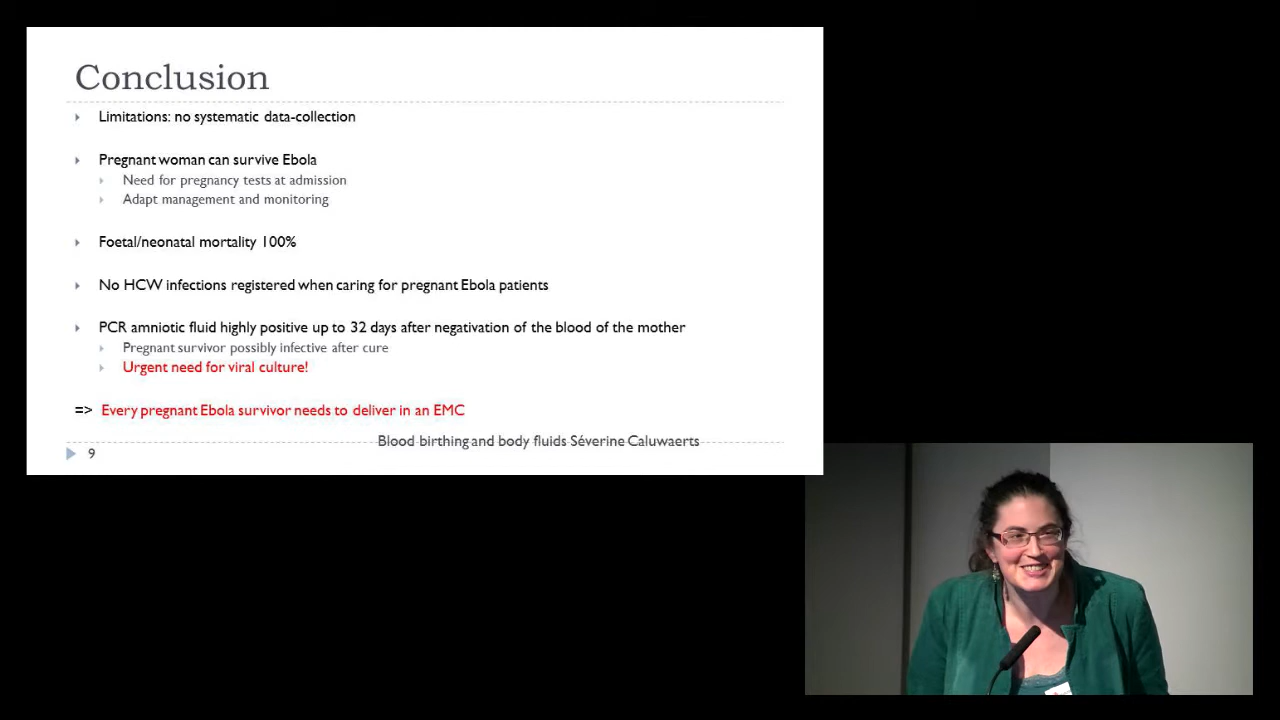 Conclusion
Limitations: no systematic data-collection
Pregnant woman can survive Ebola
Need for pregnancy tests at admission
Adapt management and monitoring
Foetal/neonatal mortality 100%
No HCW infections registered when caring for pregnant Ebola patients
PCR amniotic fluid highly positive up to 32 days after negativation of the blood of the mother
Pregnant survivor possibly infective after cure
Urgent need for viral culture!
=> Every pregnant Ebola survivor needs to deliver in an EMC
Blood birthing and body fluids Séverine Caluwaerts
9